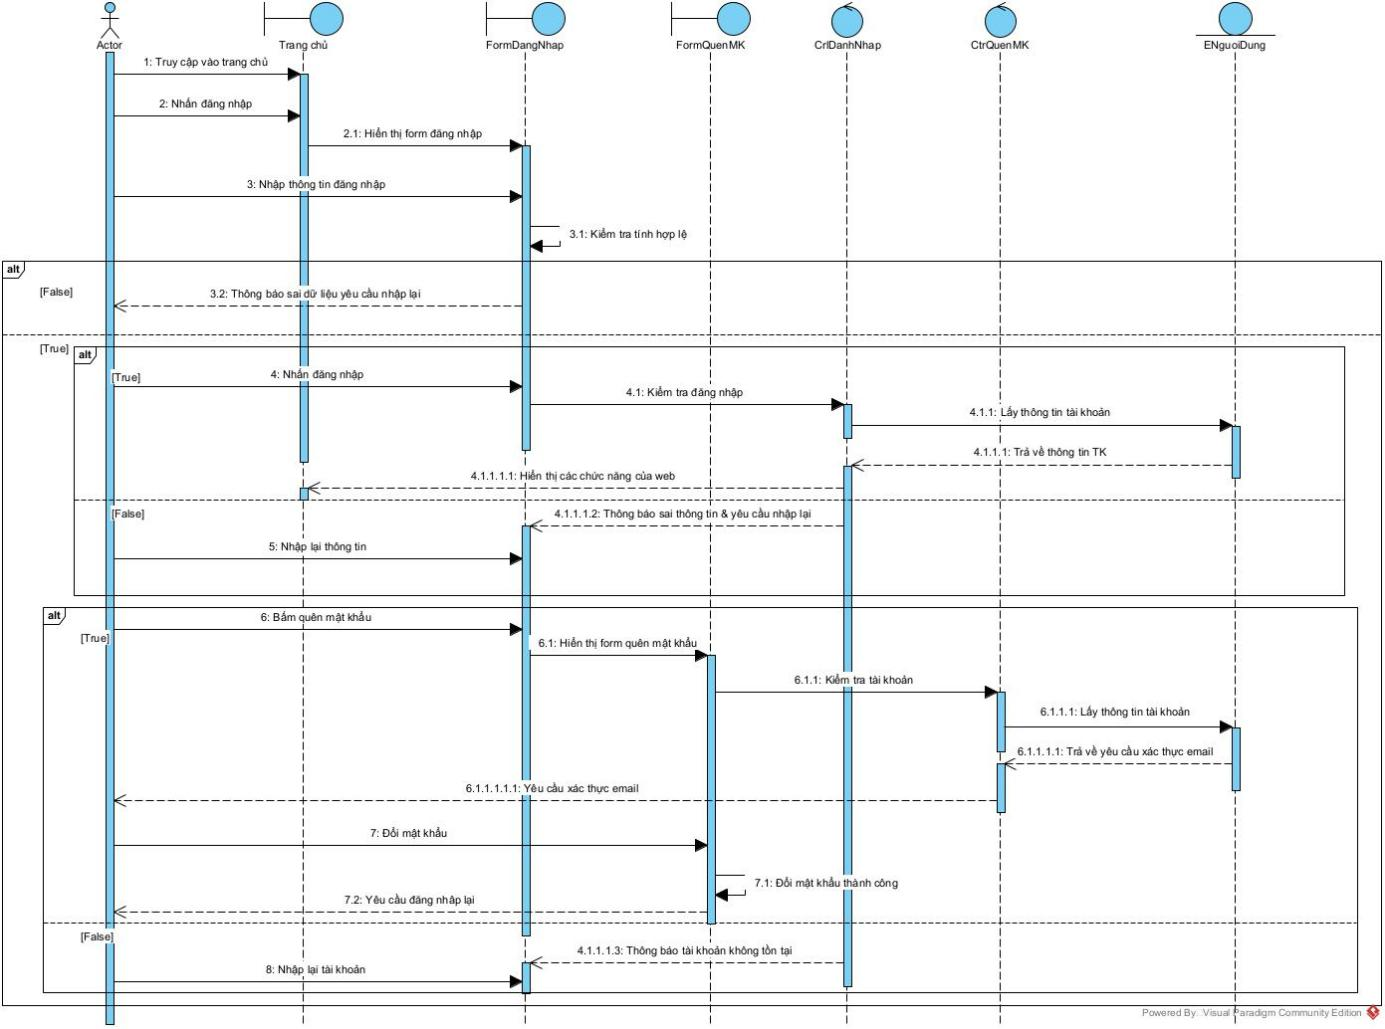 Actor
Trang chủ
FormDangNhap
FormQuenMK
CrlDanhNhap
CtrQuenMK
ENguoiDung
1: Truy cập vào trang chủ
2: Nhấn đăng nhập
2.1: Hiển thị form đăng nhập
3: Nhập thông tin đăng nhập
3.1: Kiểm tra tính hợp lệ
alt
[False]
3.2: Thông báo sai dữ liệu yêu cầu nhập lại
[True]
alt
[True]
4: Nhấn đăng nhập
4.1: Kiểm tra đăng nhập
4.1.1: Lấy thông tin tài khoản
4.1.1.1: Trả về thông tin TK
4.1.1.1.1: Hiển thị các chức năng của web
[False]
4.1.1.1.2: Thông báo sai thông tin & yêu cầu nhập lại
5: Nhập lại thông tin
alt
6: Bấm quên mật khẩu
[True]
6.1: Hiển thị form quên mật khẩu
6.1.1: Kiểm tra tài khoản
6.1.1.1: Lấy thông tin tài khoản
6.1.1.1.1: Trả về yêu cầu xác thực email
6.1.1.1.1.1: Yêu cầu xác thực email
7: Đổi mật khẩu
7.1: Đổi mật khẩu thành công
7.2: Yêu cầu đăng nhâp lại
[False]
4.1.1.1.3: Thông báo tài khoản không tồn tại
8: Nhập lại tài khoản
Powered By: Visual Paradigm Community Edition